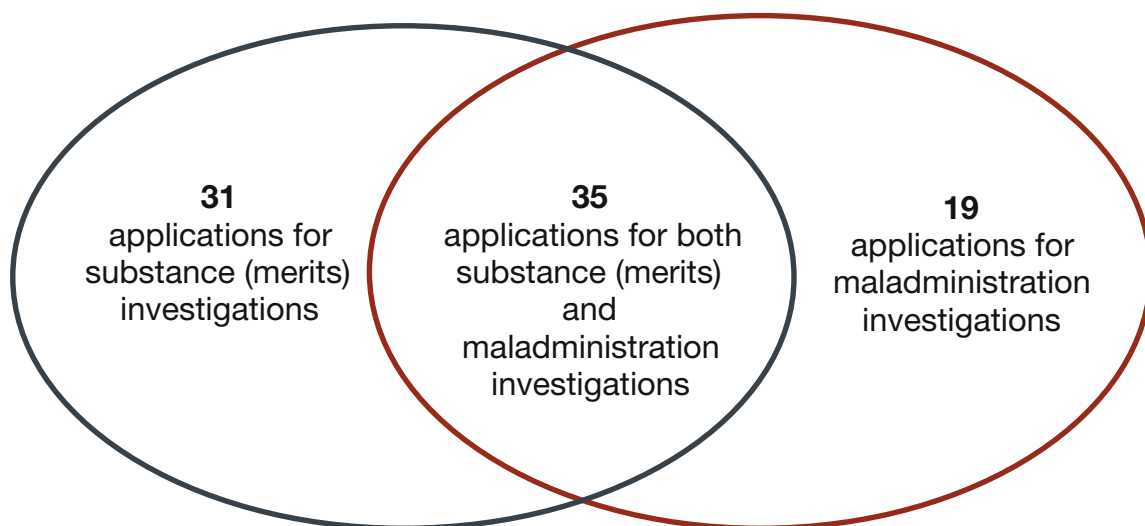 31
applications for
substance (merits)
investigations
35
applications for both
substance (merits)
and
maladministration
investigations
19
applications for
maladministration
investigations